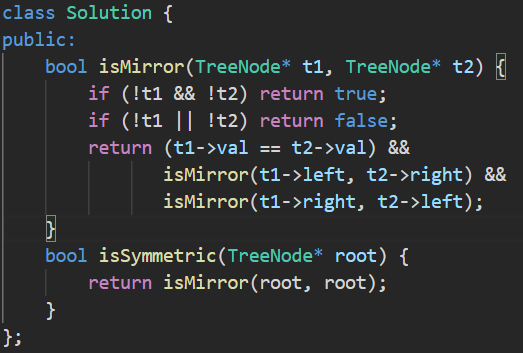 class Solution {
public:
    bool isMirror(TreeNode* t1, TreeNode* t2) {
        if (!t1 && !t2) return true;
        if (!t1 || !t2) return false;
        return (t1->val == t2->val) &&
               isMirror(t1->left, t2->right) &&
               isMirror(t1->right, t2->left);
    }
    bool isSymmetric(TreeNode* root) {
        return isMirror(root, root);
    }
};